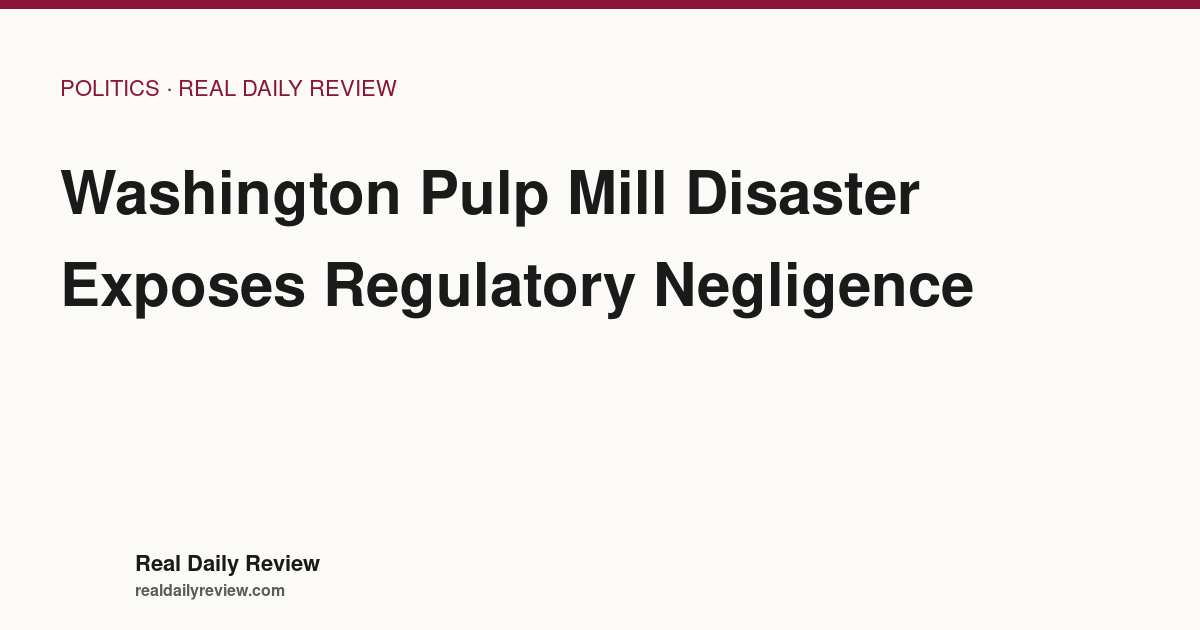 POLITICS · REAL DAILY REVIEW
Washington Pulp Mill Disaster
Exposes Regulatory Negligence
Real Daily Review
realdailyreview.com